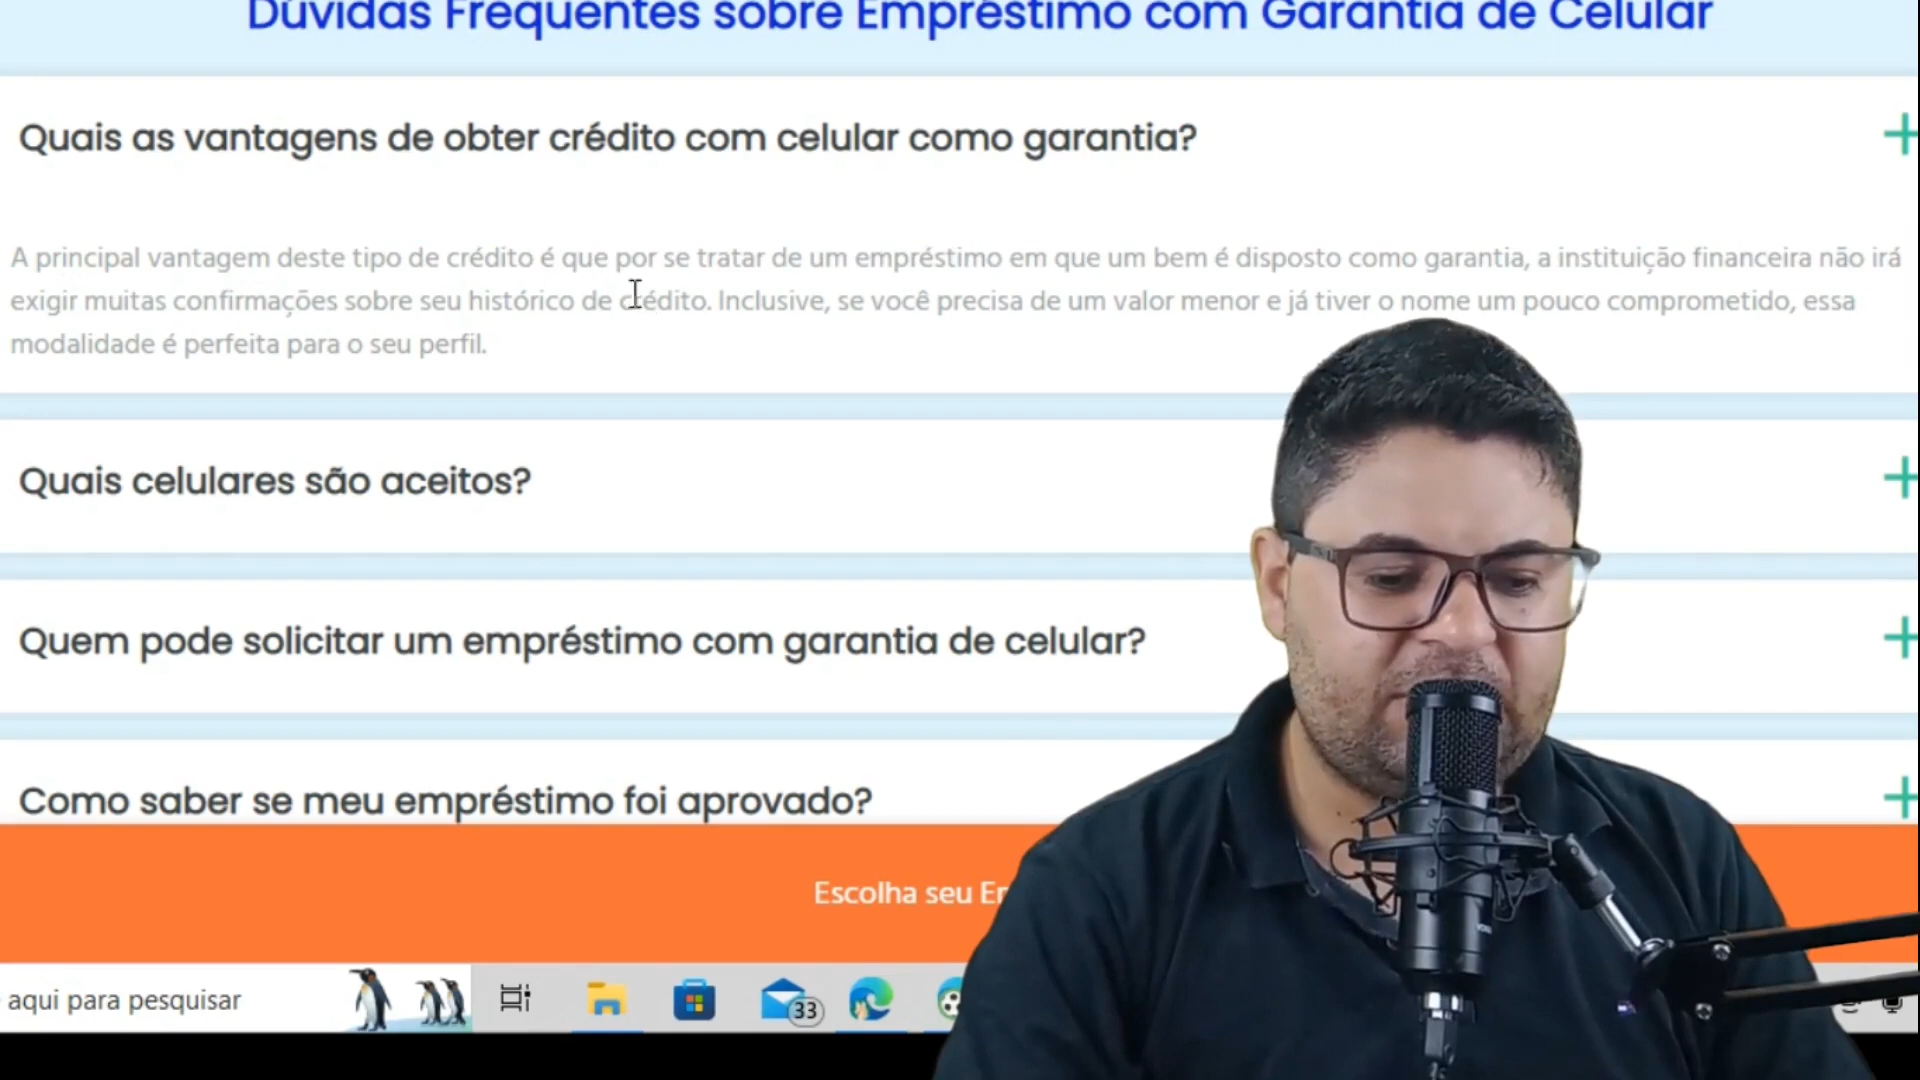 Dúvidas Frequentes sobre Empréstimo com Garantia de Celular
Quais as vantagens de obter crédito com celular como garantia?
A principal vantagem deste tipo de crédito é que por se tratar de um empréstimo em que um bem é disposto como garantia, a instituição financeira não irá
exigir muitas confirmações sobre seu histórico de crédito. Inclusive, se você precisa de um valor menor e já tiver o nome um pouco comprometido, essa
modalidade é perfeita para o seu perfil.
Quais celulares são aceitos?
Quem pode solicitar um empréstimo com garantia de celular?
Como saber se meu empréstimo foi aprovado?
Escolha seu
aqui para pesquisar
33